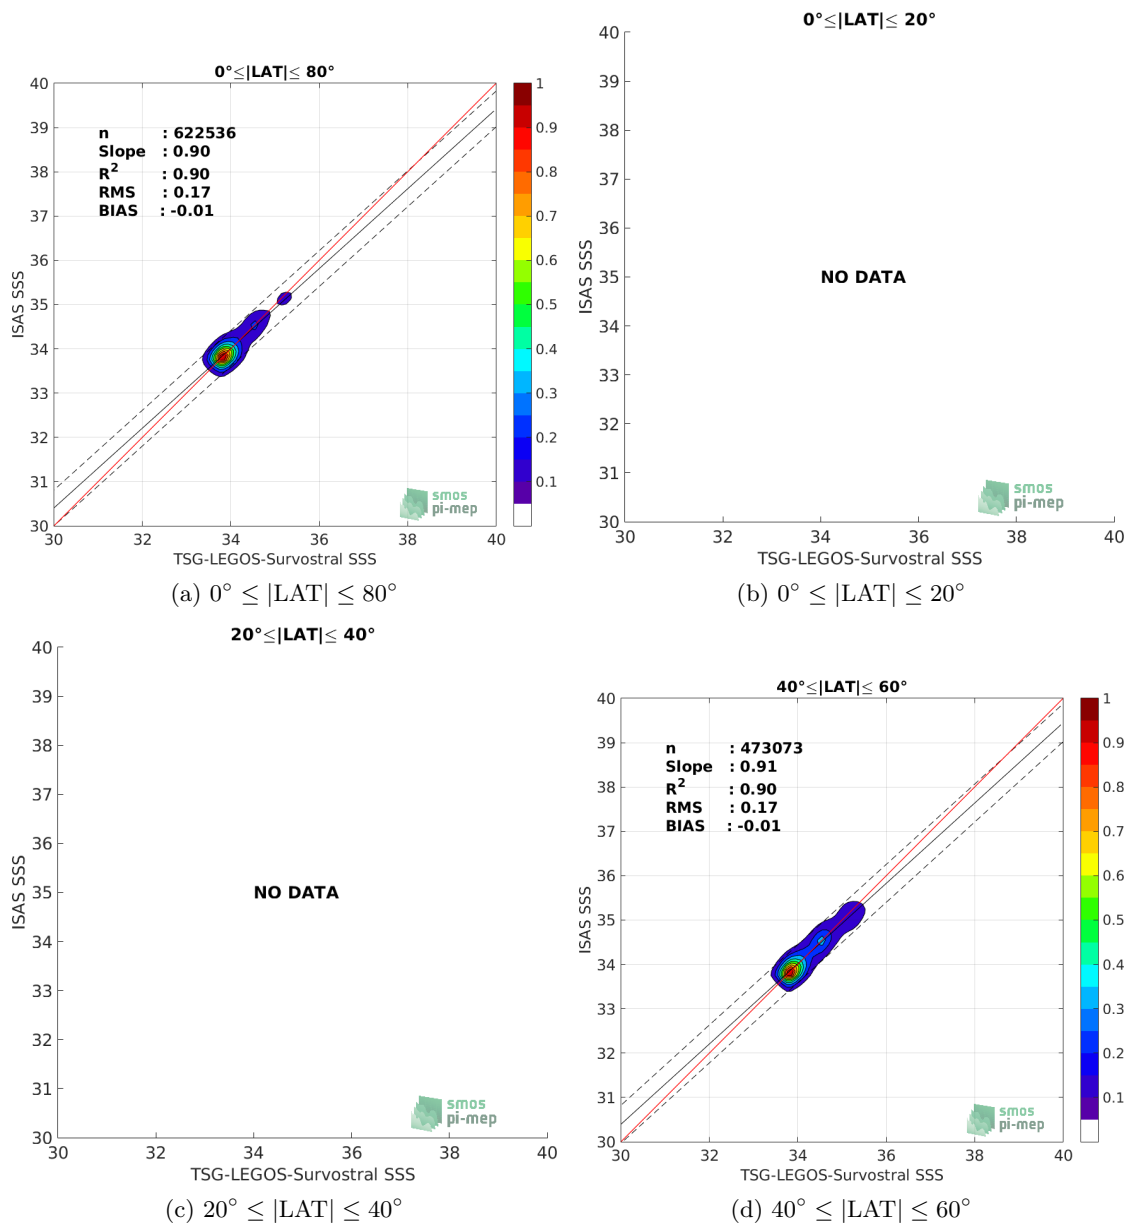 0°≤|LAT|≤ 80°
40
39
38
37
36
35
34
33
32
31
30
n : 622536
Slope : 0.90
R2 : 0.90
RMS : 0.17
BIAS : -0.01
ISAS SSS
30 32 34 36 38 40
TSG-LEGOS-Survostral SSS
smos
pi-mep
1
0.9
0.8
0.7
0.6
0.5
0.4
0.3
0.2
0.1
(a) 0° ≤ |LAT| ≤ 80°
0°≤|LAT|≤ 20°
40
39
38
37
36
35
34
33
32
31
30
NO DATA
ISAS SSS
30 32 34 36 38 40
TSG-LEGOS-Survostral SSS
smos
pi-mep
(b) 0° ≤ |LAT| ≤ 20°
20°≤|LAT|≤ 40°
40
39
38
37
36
35
34
33
32
31
30
NO DATA
ISAS SSS
30 32 34 36 38 40
TSG-LEGOS-Survostral SSS
smos
pi-mep
(c) 20° ≤ |LAT| ≤ 40°
40°≤|LAT|≤ 60°
40
39
38
37
36
35
34
33
32
31
30
n : 473073
Slope : 0.91
R2 : 0.90
RMS : 0.17
BIAS : -0.01
ISAS SSS
30 32 34 36 38 40
TSG-LEGOS-Survostral SSS
smos
pi-mep
1
0.9
0.8
0.7
0.6
0.5
0.4
0.3
0.2
0.1
(d) 40° ≤ |LAT| ≤ 60°